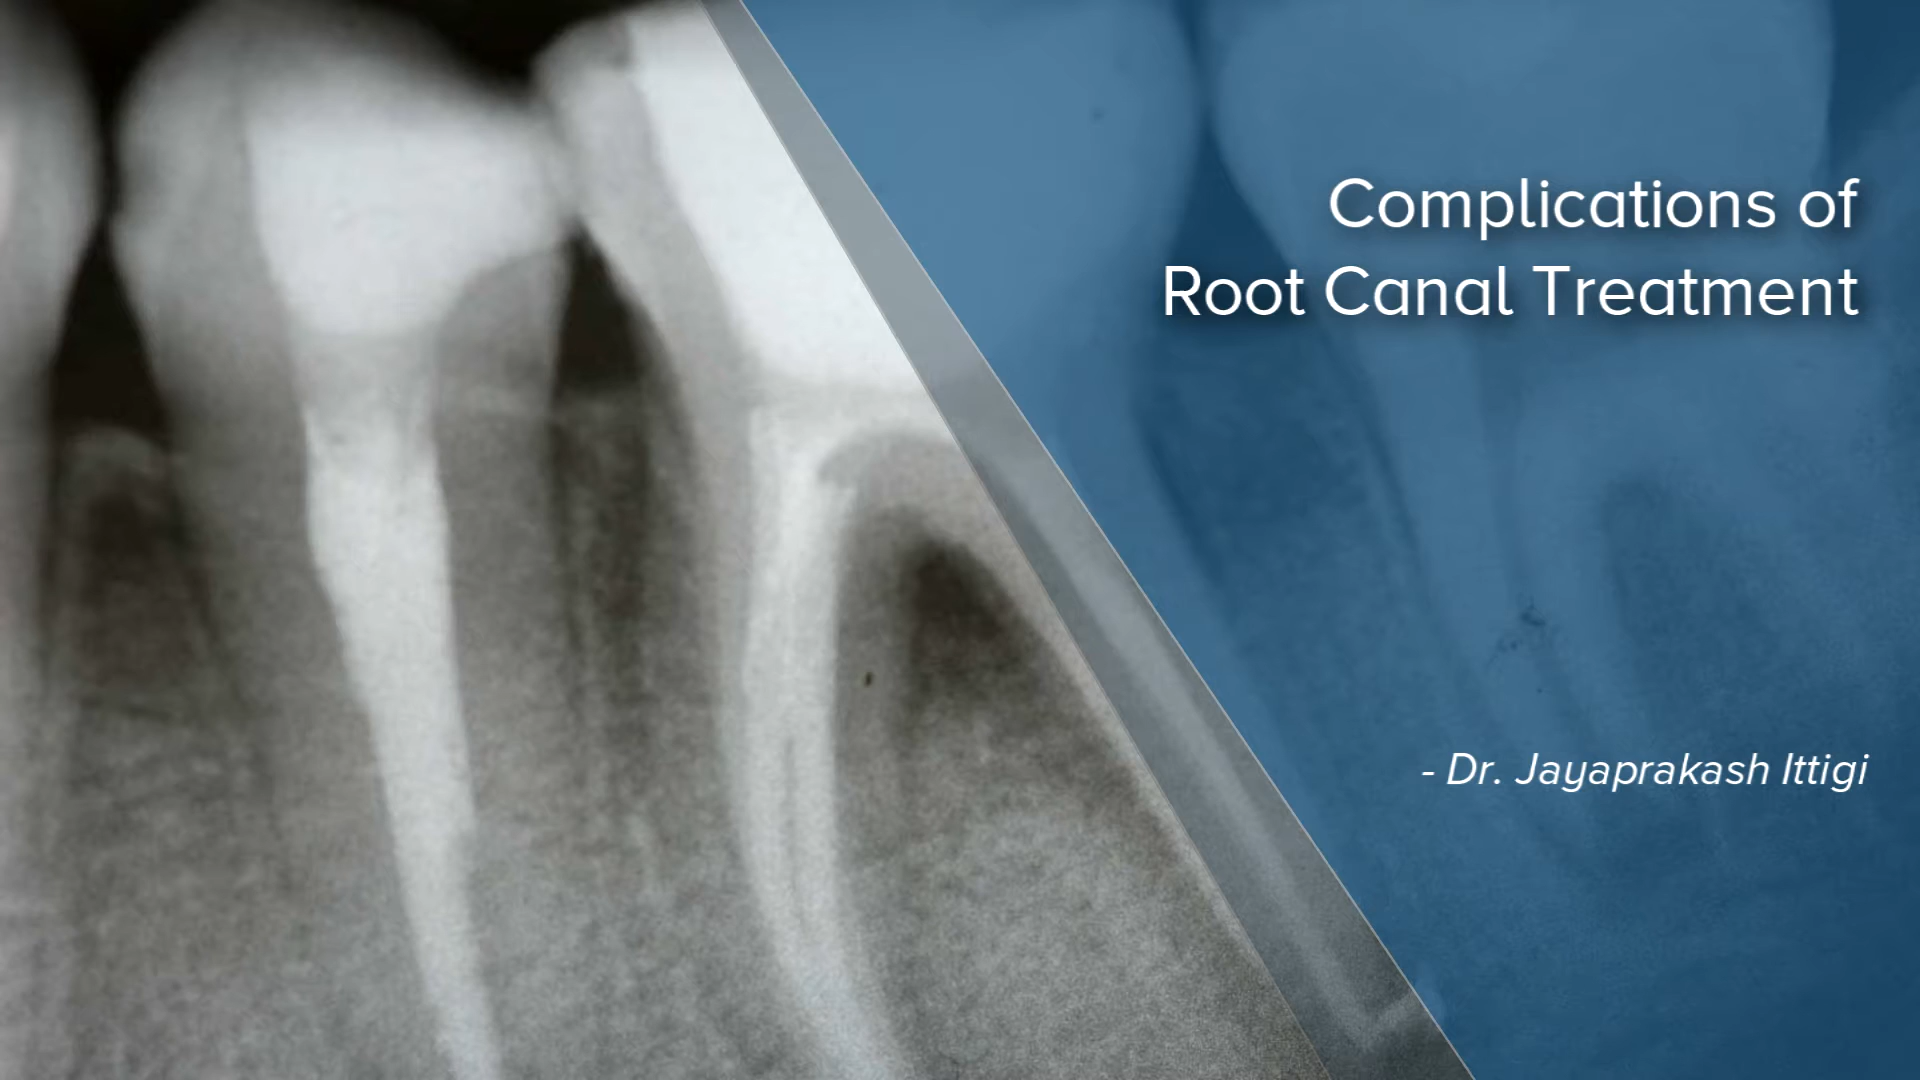 Complications of
Root Canal Treatment
- Dr. Jayaprakash Ittigi